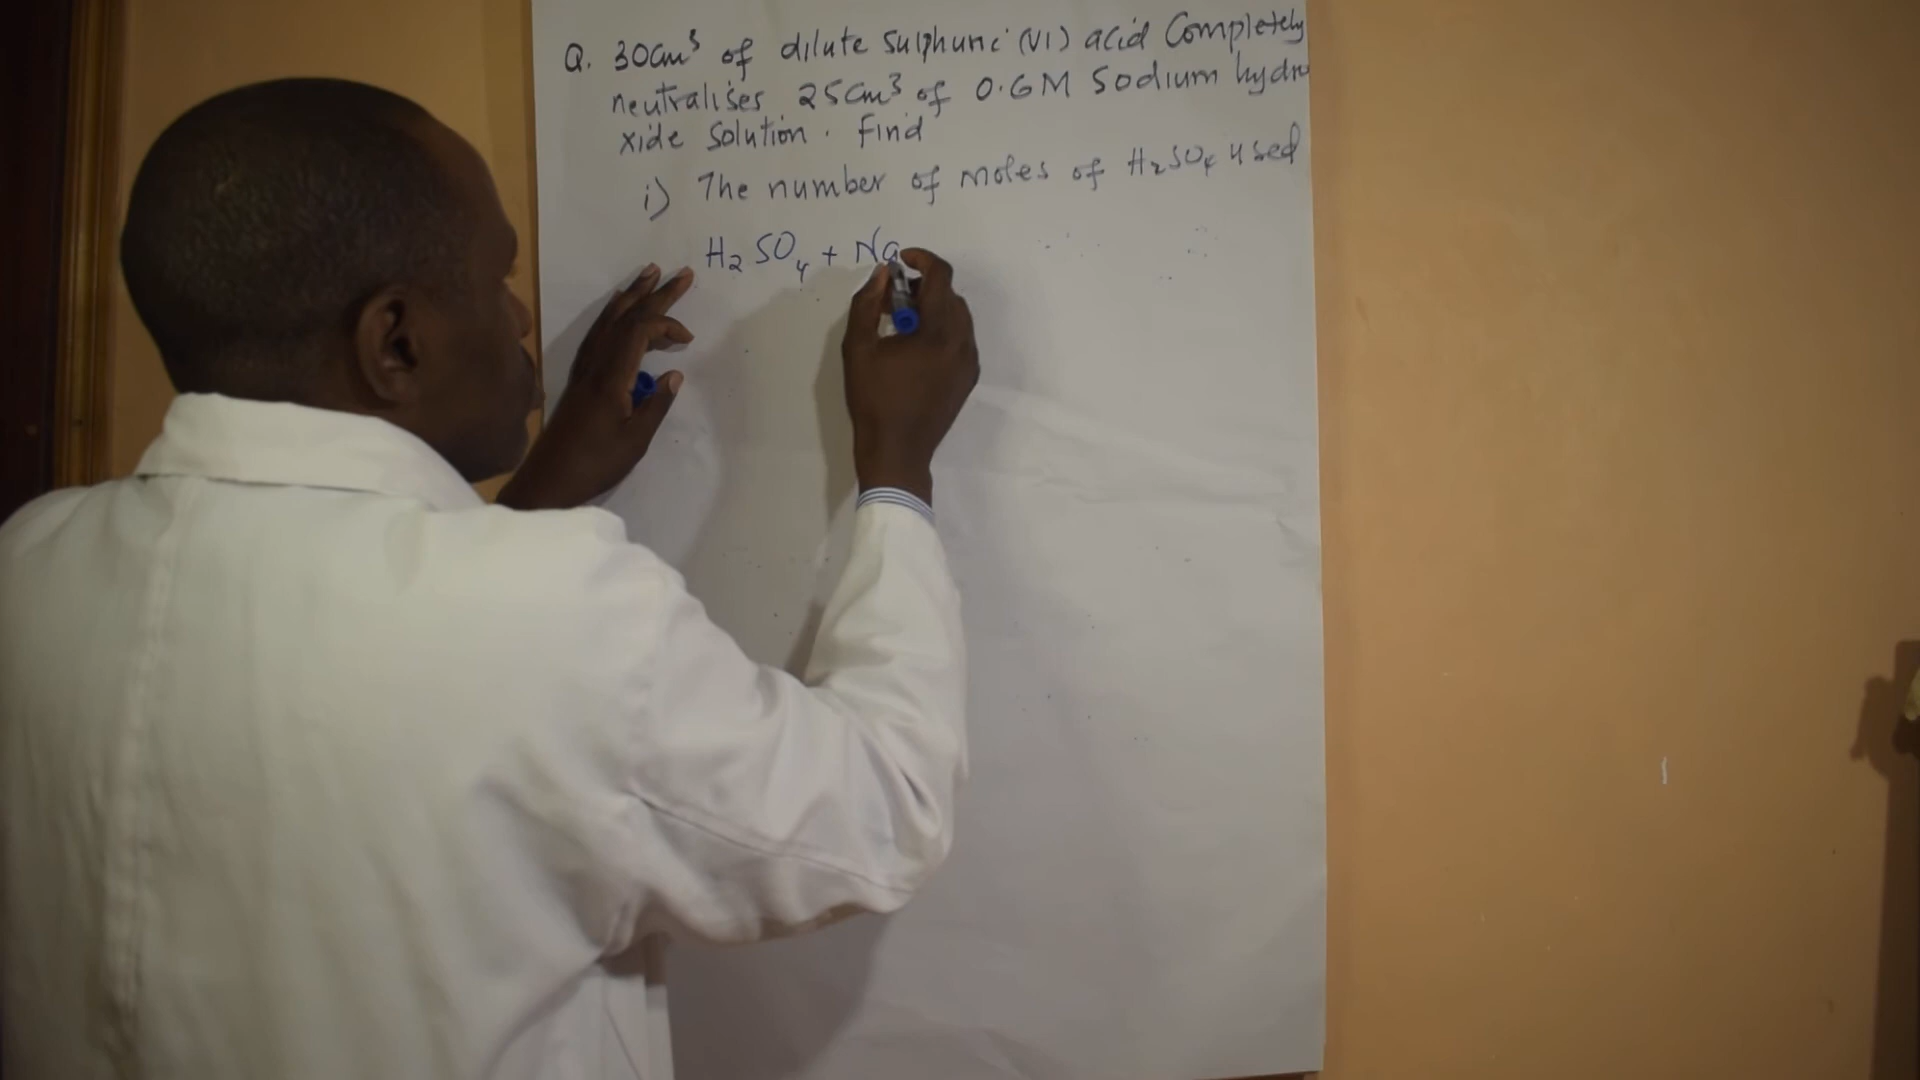 Q. 30cm³ of dilute sulphuric (VI) acid Completely
neutralises 25cm³ of 0.6M Sodium hydro
xide solution. Find
i) The number of moles of H₂SO₄ used
H₂SO₄ + Na